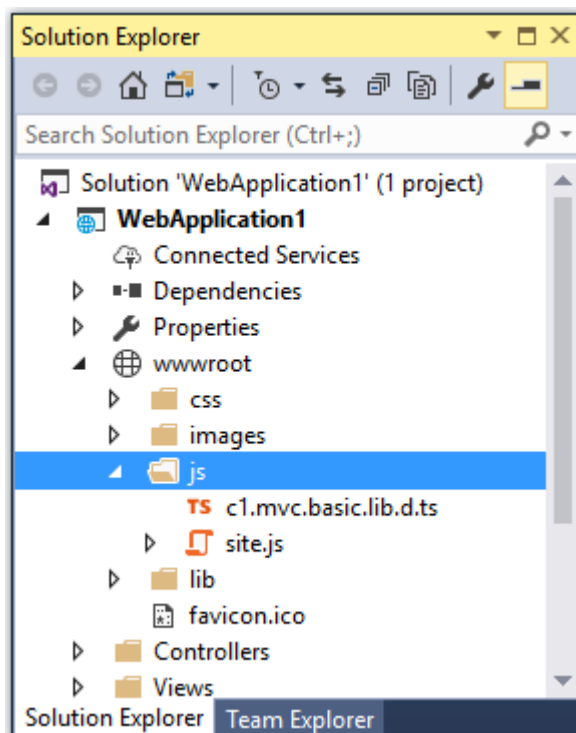 Solution Explorer
Search Solution Explorer (Ctrl+;)
Solution 'WebApplication1' (1 project)
WebApplication1
Connected Services
Dependencies
Properties
wwwroot
css
images
js
TS c1.mvc.basic.lib.d.ts
site.js
lib
favicon.ico
Controllers
Views
Solution Explorer Team Explorer